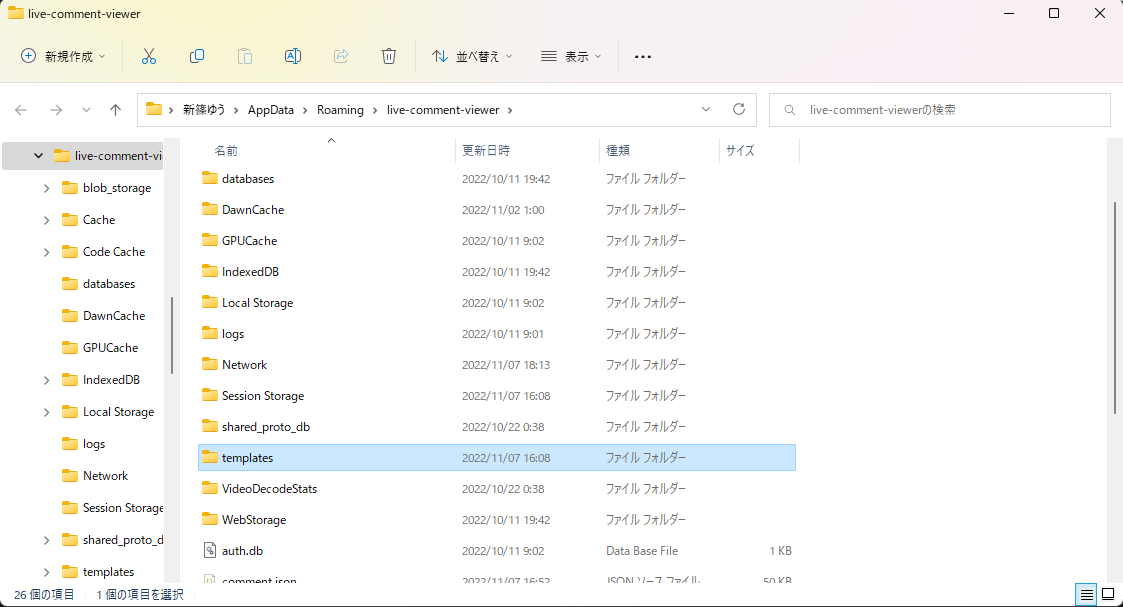 live-comment-viewer
新規作成
並べ替え
表示
新篠ゆう > AppData > Roaming > live-comment-viewer >
live-comment-viewerの検索
名前 更新日時 種類 サイズ
live-comment-vi
blob_storage
Cache
Code Cache
databases
DawnCache
GPUCache
IndexedDB
Local Storage
logs
Network
Session Storage
shared_proto_d
templates
databases 2022/10/11 19:42 ファイル フォルダー
DawnCache 2022/11/02 1:00 ファイル フォルダー
GPUCache 2022/10/11 9:02 ファイル フォルダー
IndexedDB 2022/10/11 19:42 ファイル フォルダー
Local Storage 2022/10/11 9:02 ファイル フォルダー
logs 2022/10/11 9:01 ファイル フォルダー
Network 2022/11/07 18:13 ファイル フォルダー
Session Storage 2022/11/07 16:08 ファイル フォルダー
shared_proto_db 2022/10/22 0:38 ファイル フォルダー
templates 2022/11/07 16:08 ファイル フォルダー
VideoDecodeStats 2022/10/22 0:38 ファイル フォルダー
WebStorage 2022/10/11 19:42 ファイル フォルダー
auth.db 2022/10/11 9:02 Data Base File 1 KB
comment.json 2022/11/07 16:52 JSON ソース ファイル 50 KB
26 個の項目 1 個の項目を選択